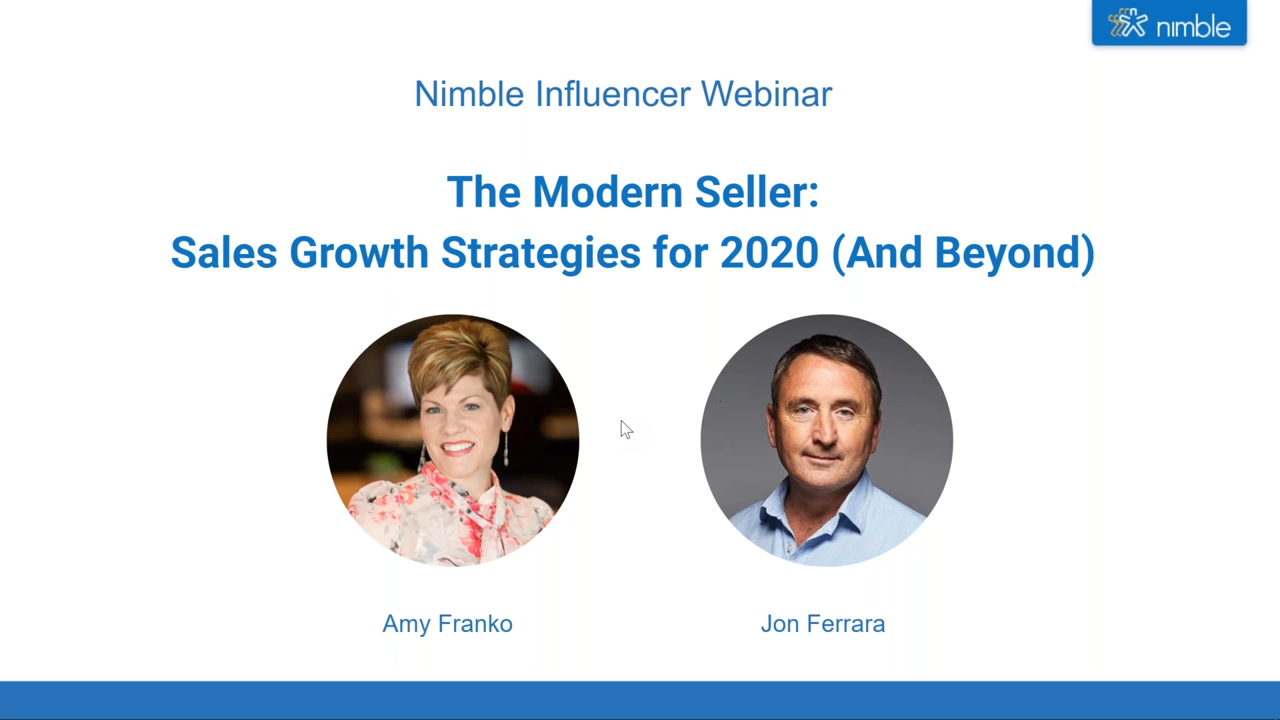 nimble
Nimble Influencer Webinar
The Modern Seller:
Sales Growth Strategies for 2020 (And Beyond)
Amy Franko
Jon Ferrara